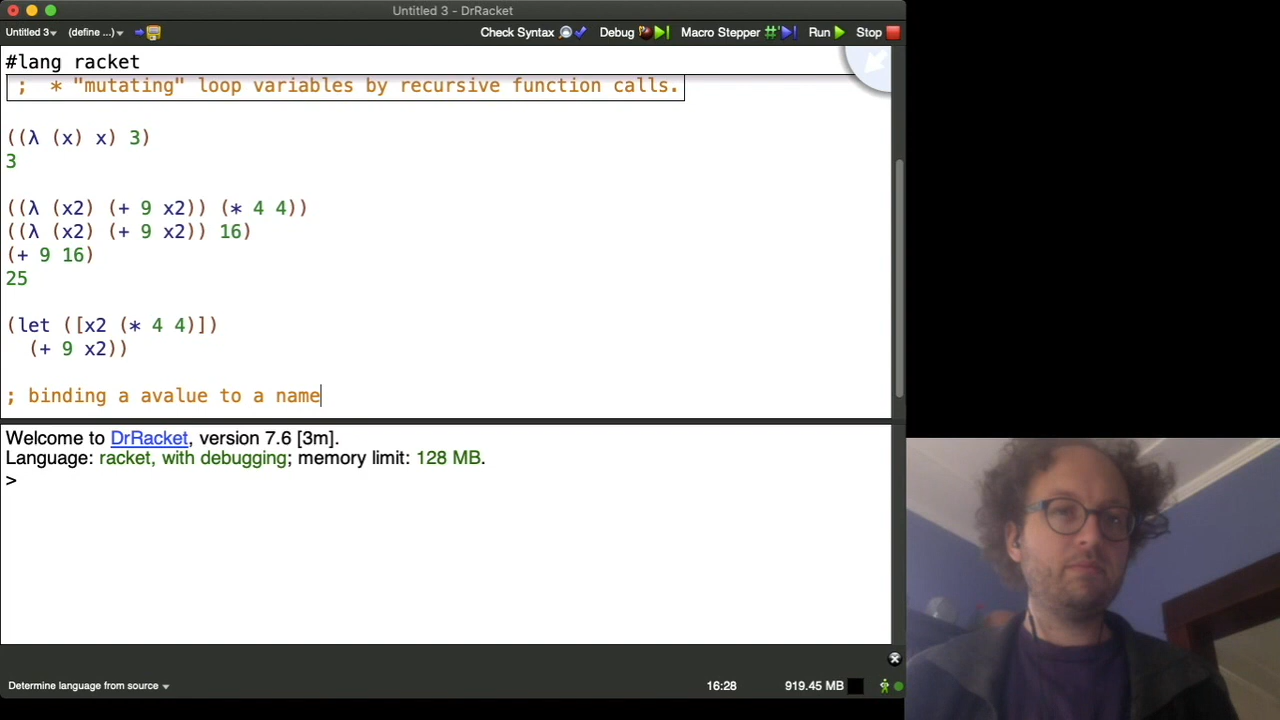 Untitled 3 - DrRacket
Untitled 3 (define ...) Check Syntax Debug Macro Stepper Run Stop
#lang racket
; * "mutating" loop variables by recursive function calls.
((λ (x) x) 3)
3
((λ (x2) (+ 9 x2)) (* 4 4))
((λ (x2) (+ 9 x2)) 16)
(+ 9 16)
25
(let ([x2 (* 4 4)])
(+ 9 x2))
; binding a avalue to a name
Welcome to DrRacket, version 7.6 [3m].
Language: racket, with debugging; memory limit: 128 MB.
>
Determine language from source 16:28 919.45 MB